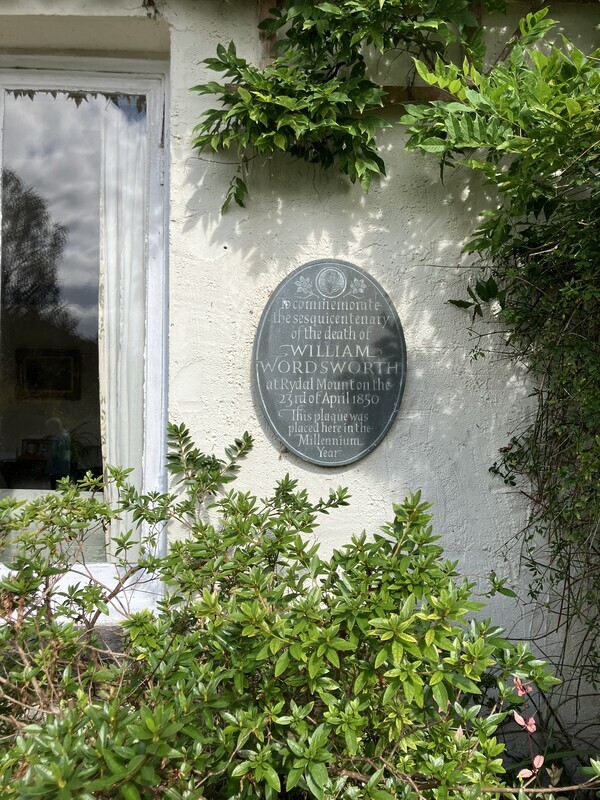 To commemorate
the sesquicentenary
of the death of
WILLIAM
WORDSWORTH
at Rydal Mount on the
23rd of April 1850
This plaque was
placed here in the
Millennium
Year